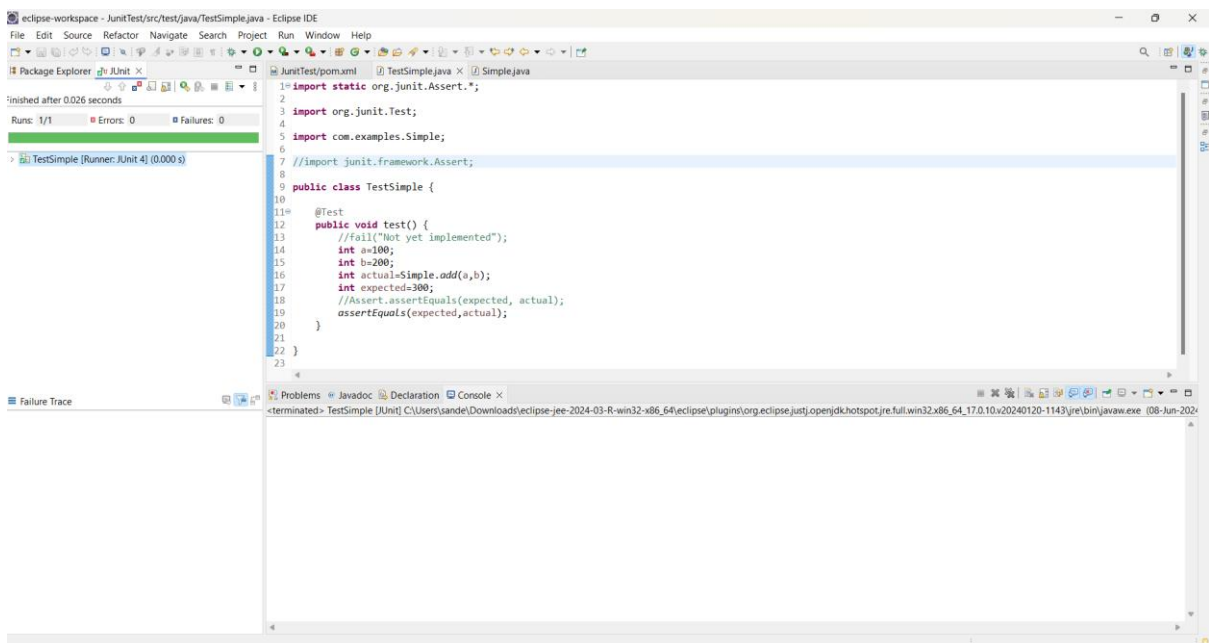 eclipse-workspace - JunitTest/src/test/java/TestSimple.java - Eclipse IDE
File Edit Source Refactor Navigate Search Project Run Window Help
Package Explorer JUnit
JunitTest/pom.xml TestSimple.java Simple.java
Finished after 0.026 seconds
Runs: 1/1 Errors: 0 Failures: 0
TestSimple [Runner: JUnit 4] (0.000 s)
1 import static org.junit.Assert.*;
2
3 import org.junit.Test;
4
5 import com.examples.Simple;
6
7 //import junit.framework.Assert;
8
9 public class TestSimple {
10
11 @Test
12 public void test() {
13 //fail("Not yet implemented");
14 int a=100;
15 int b=200;
16 int actual=Simple.add(a,b);
17 int expected=300;
18 //Assert.assertEquals(expected, actual);
19 assertEquals(expected,actual);
20 }
21
22 }
23
Failure Trace
Problems Javadoc Declaration Console
<terminated> TestSimple [JUnit] C:\Users\sande\Downloads\eclipse-jee-2024-03-R-win32-x86_64\eclipse\plugins\org.eclipse.justj.openjdk.hotspot.jre.full.win32.x86_64_17.0.10.v20240120-1143\jre\bin\javaw.exe (08-Jun-2024